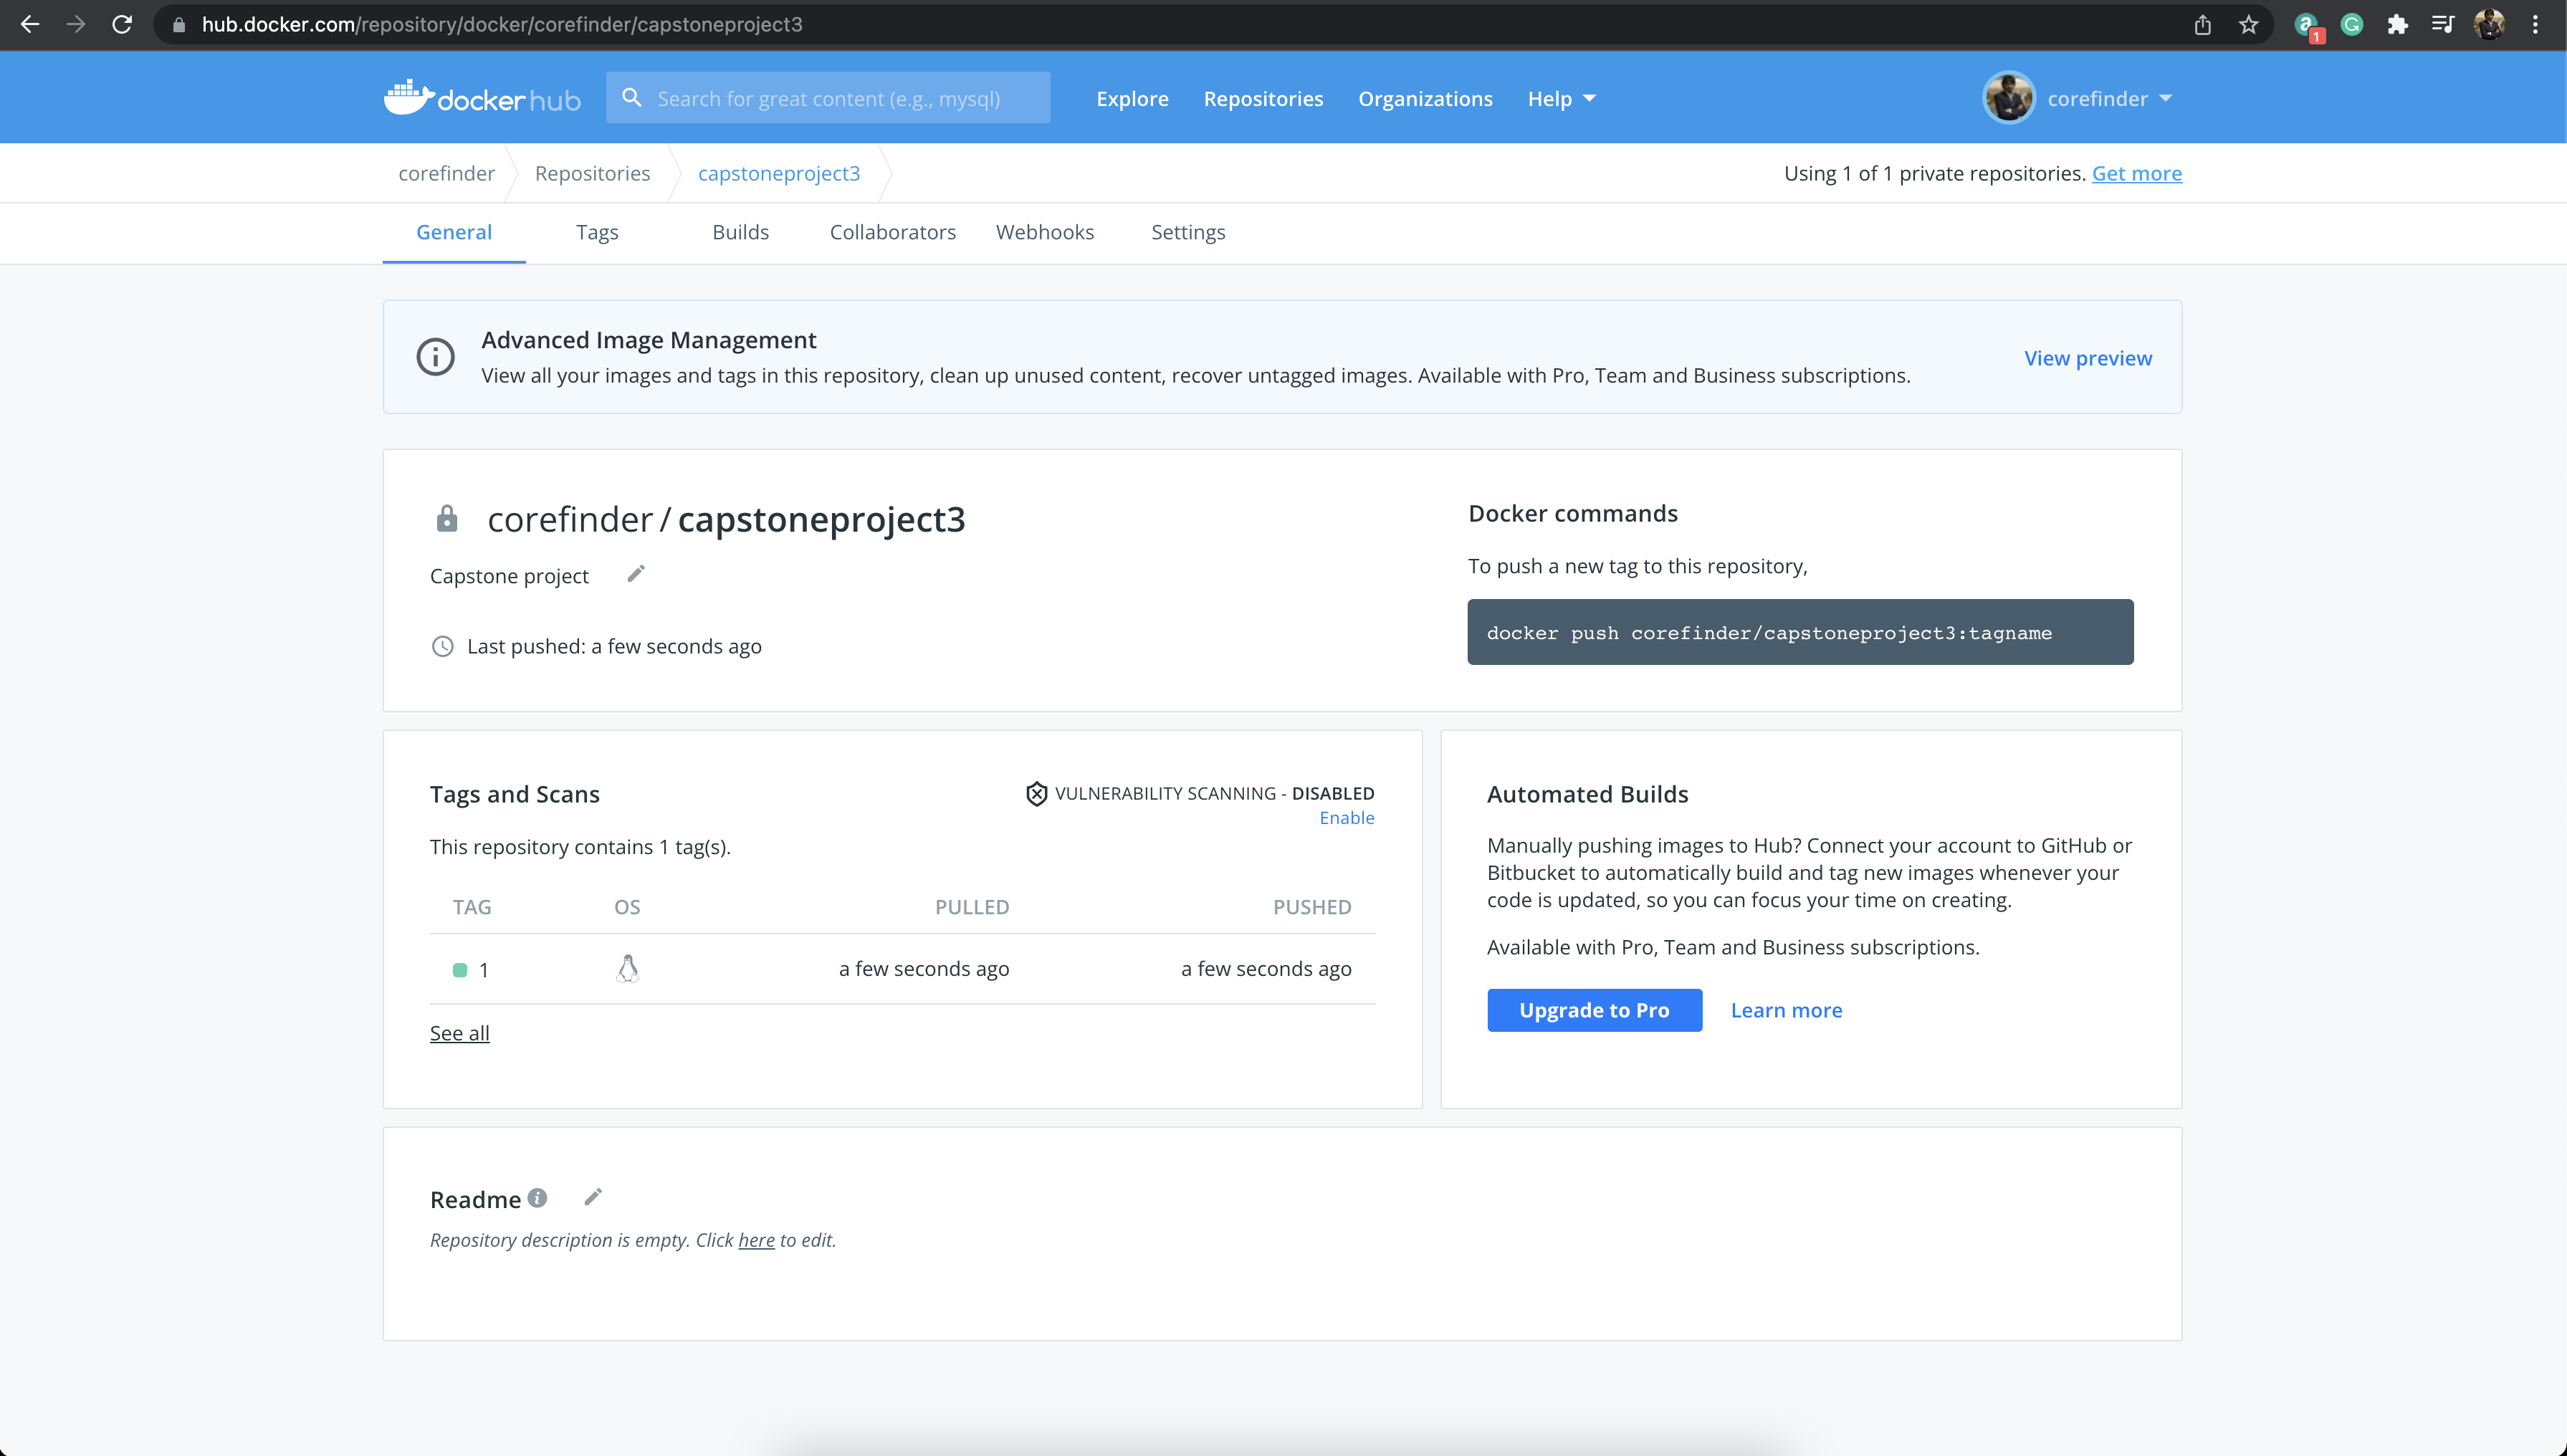 hub.docker.com/repository/docker/corefinder/capstoneproject3
1
docker hub
Search for great content (e.g., mysql)
Explore
Repositories
Organizations
Help
corefinder
corefinder
Repositories
capstoneproject3
Using 1 of 1 private repositories. Get more
General
Tags
Builds
Collaborators
Webhooks
Settings
Advanced Image Management
View all your images and tags in this repository, clean up unused content, recover untagged images. Available with Pro, Team and Business subscriptions.
View preview
corefinder / capstoneproject3
Capstone project
Last pushed: a few seconds ago
Docker commands
To push a new tag to this repository,
docker push corefinder/capstoneproject3:tagname
Tags and Scans
VULNERABILITY SCANNING - DISABLED
Enable
This repository contains 1 tag(s).
TAG
OS
PULLED
PUSHED
1
a few seconds ago
a few seconds ago
See all
Automated Builds
Manually pushing images to Hub? Connect your account to GitHub or
Bitbucket to automatically build and tag new images whenever your
code is updated, so you can focus your time on creating.
Available with Pro, Team and Business subscriptions.
Upgrade to Pro
Learn more
Readme
Repository description is empty. Click here to edit.